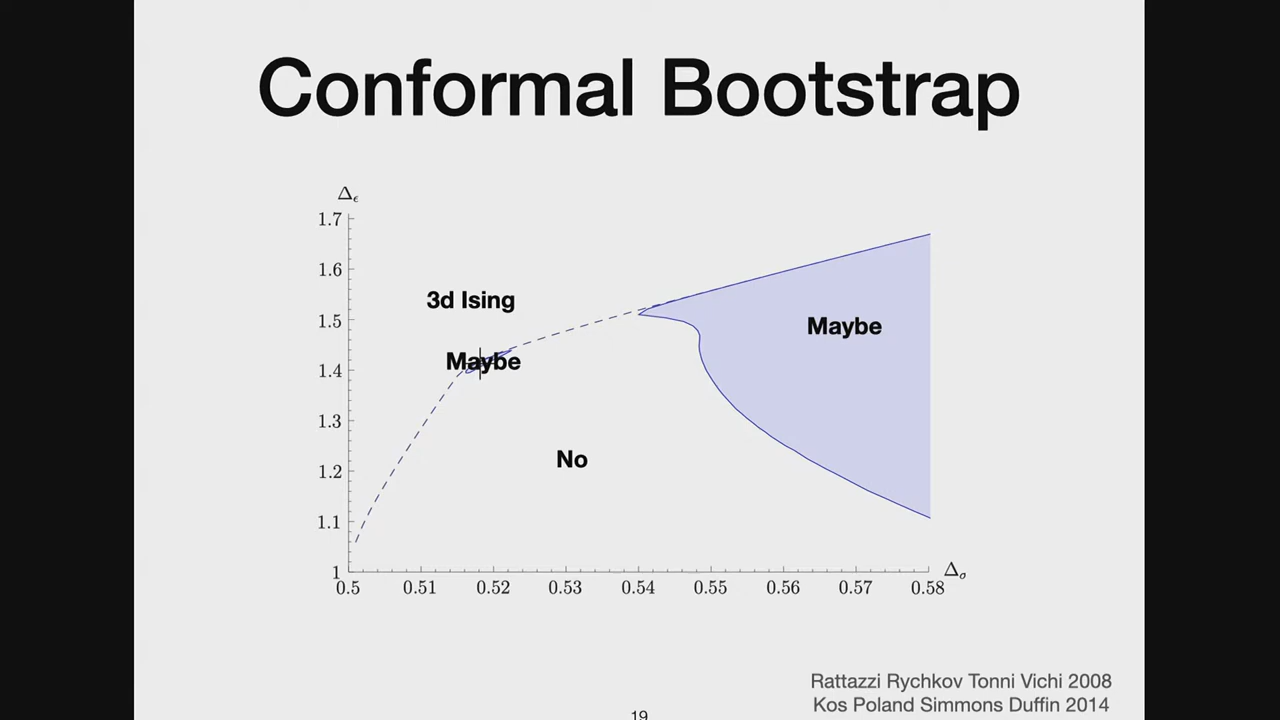 Conformal Bootstrap
Δϵ
1.7
1.6
1.5
1.4
1.3
1.2
1.1
1
3d Ising
Maybe
Maybe
No
0.5 0.51 0.52 0.53 0.54 0.55 0.56 0.57 0.58
Δσ
Rattazzi Rychkov Tonni Vichi 2008
Kos Poland Simmons Duffin 2014
19